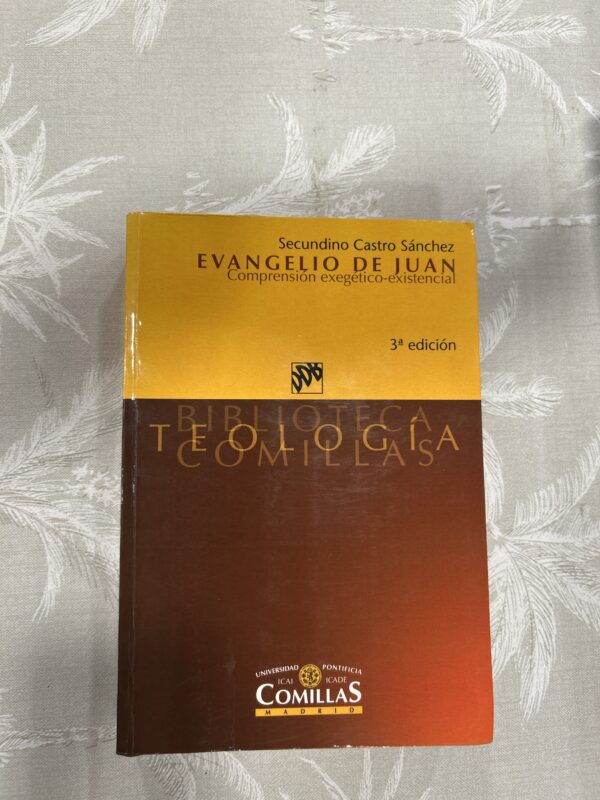 Secundino Castro Sánchez
EVANGELIO DE JUAN
Comprensión exegético-existencial
3ª edición
DDB
BIBLIOTECA
TEOLOGÍA
COMILLAS
UNIVERSIDAD PONTIFICIA
ICAI ICADE
COMILLAS
MADRID